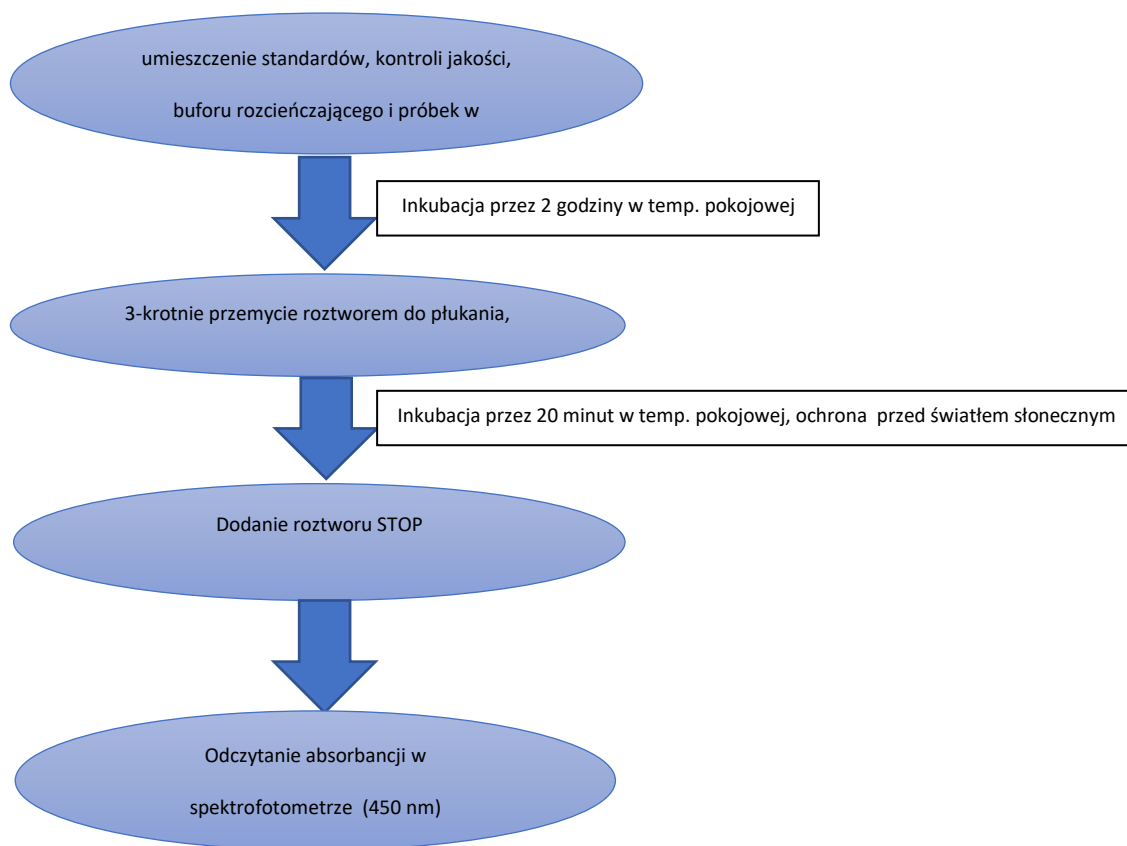 umieszczenie standardów, kontroli jakości,
buforu rozcieńczającego i próbek w
Inkubacja przez 2 godziny w temp. pokojowej
3-krotnie przemycie roztworem do płukania,
Inkubacja przez 20 minut w temp. pokojowej, ochrona przed światłem słonecznym
Dodanie roztworu STOP
Odczytanie absorbancji w
spektrofotometrze (450 nm)